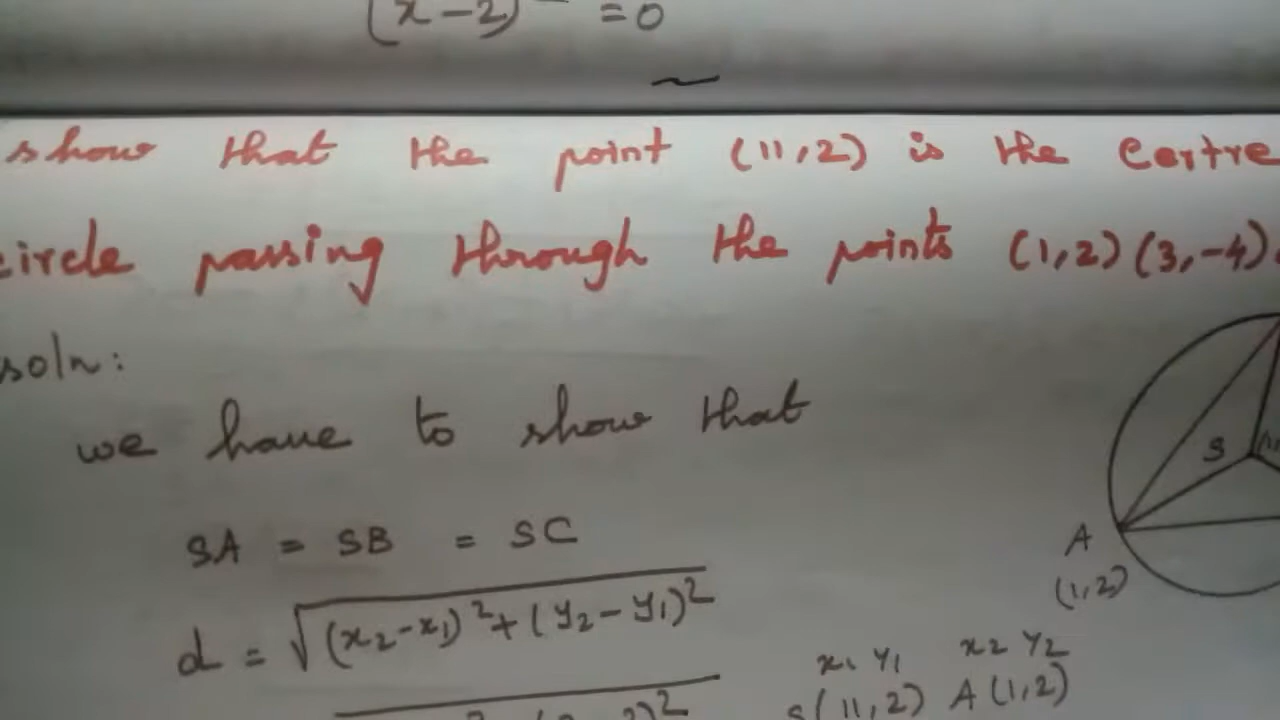 (x-2) =0
show that the point (11,2) is the Centre
circle passing through the points (1,2) (3,-4)
soln:
we have to show that
S
SA = SB = SC
A
(1,2)
d = √(x₂-x₁)²+(y₂-y₁)²
x₁ y₁ x₂ y₂
S(11,2) A(1,2)